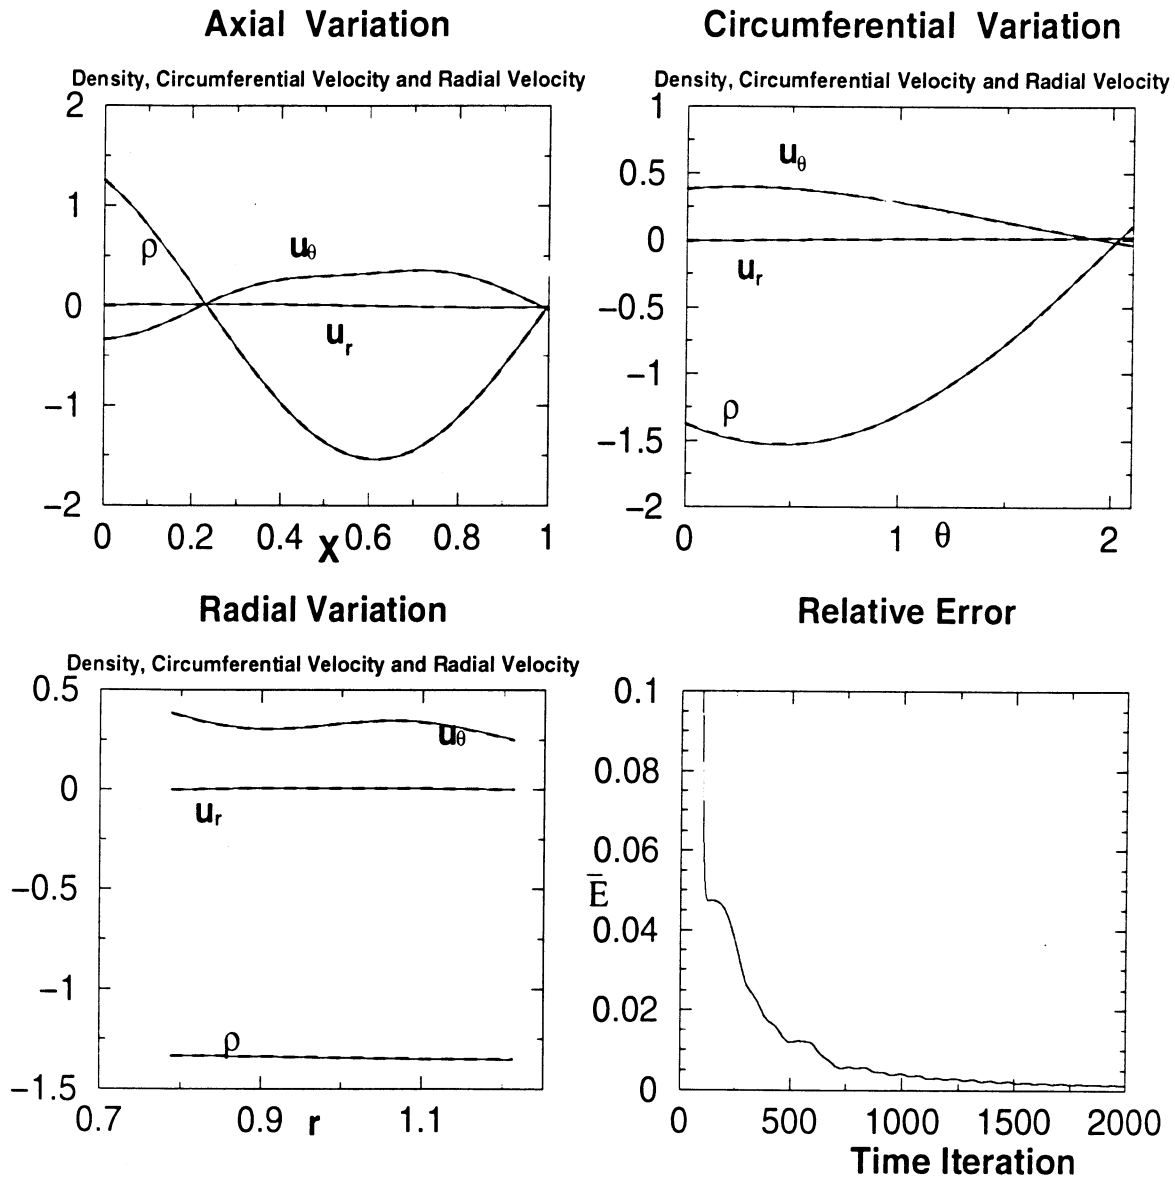 Axial Variation
Density, Circumferential Velocity and Radial Velocity
2
1
0
−1
−2
ρ
uθ
ur
0 0.2 0.4 0.6 0.8 1
X
Circumferential Variation
Density, Circumferential Velocity and Radial Velocity
1
0.5
0
−0.5
−1
−1.5
−2
uθ
ur
ρ
0 1 2
θ
Radial Variation
Density, Circumferential Velocity and Radial Velocity
0.5
0
−0.5
−1
−1.5
uθ
ur
ρ
0.7 0.9 1.1
r
Relative Error
0.1
0.08
0.06
0.04
0.02
0
E̅
0 500 1000 1500 2000
Time Iteration